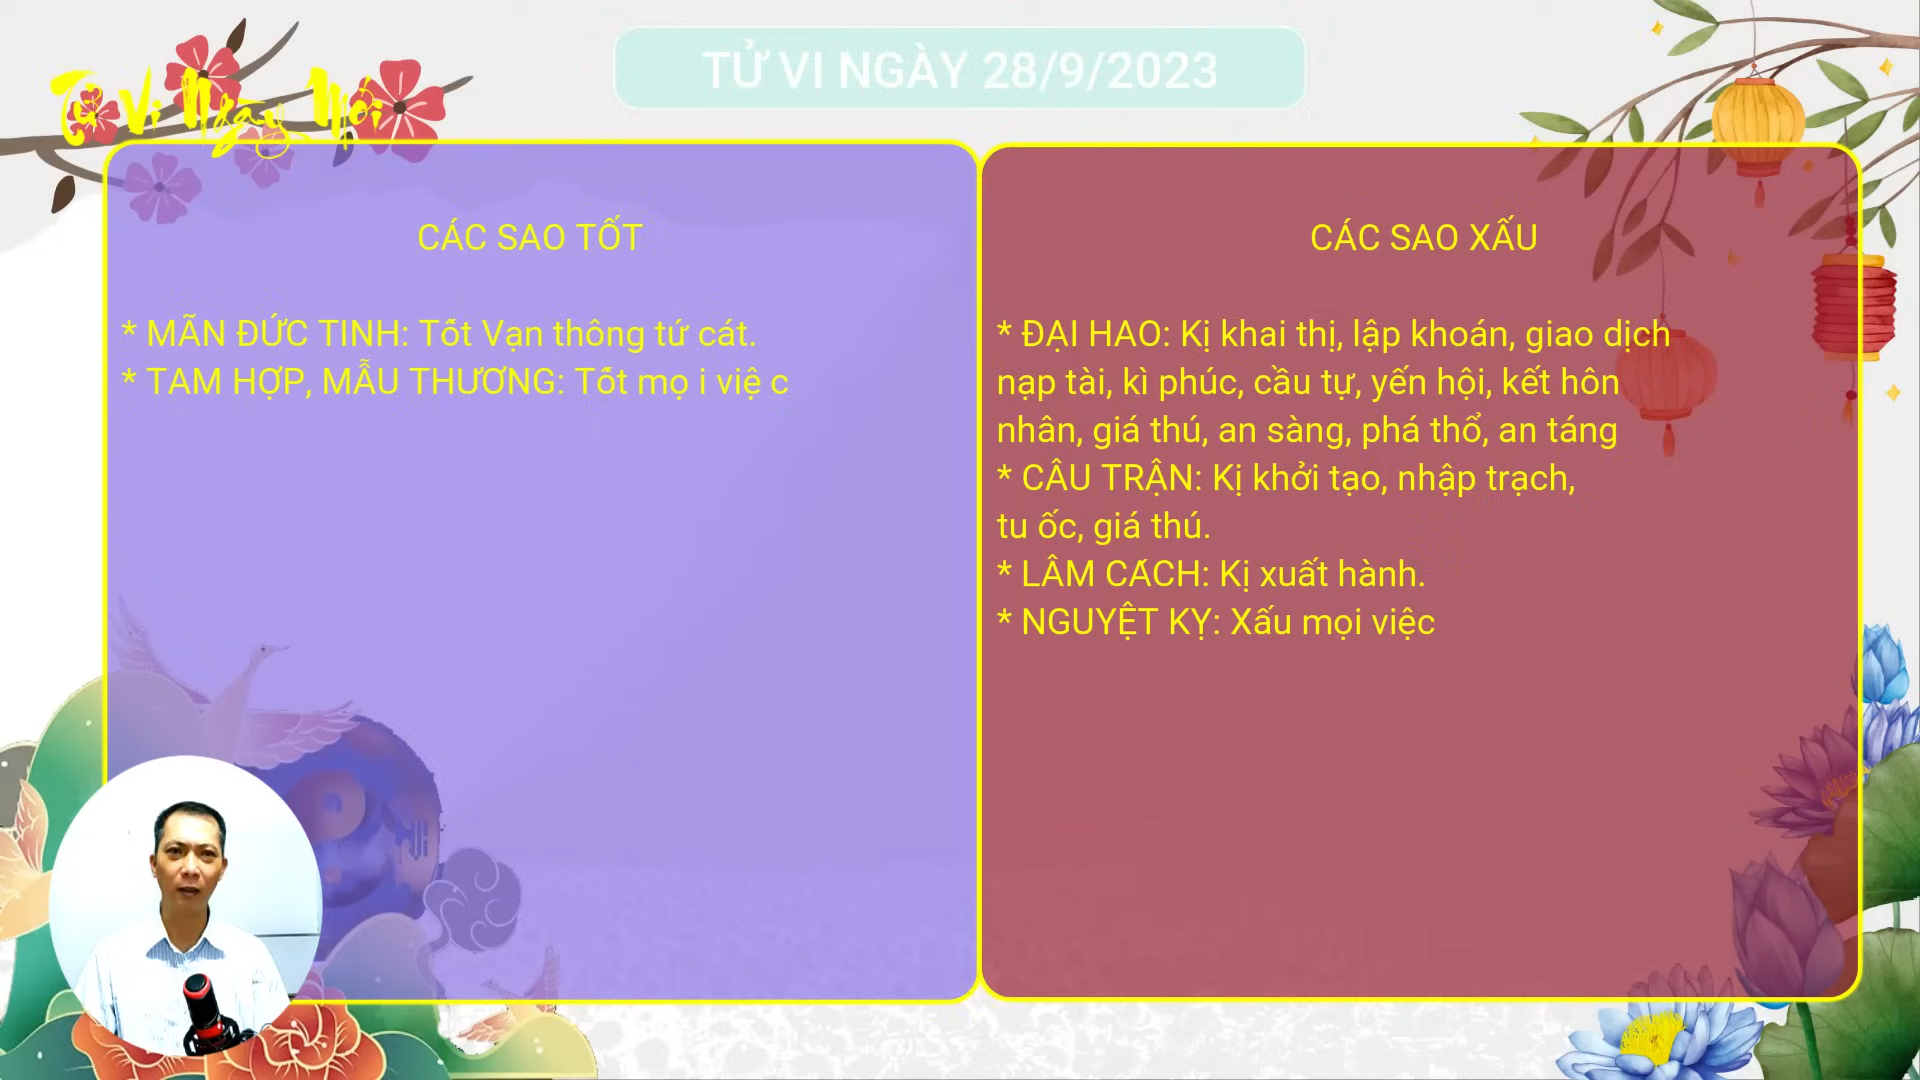 TỬ VI NGÀY 28/9/2023
Tử Vi Ngày Mới
CÁC SAO TỐT
* MÃN ĐỨC TINH: Tốt Vạn thông tứ cát.
* TAM HỢP, MẪU THƯƠNG: Tốt mọ i việ c
CÁC SAO XẤU
* ĐẠI HAO: Kị khai thị, lập khoán, giao dịch
nạp tài, kì phúc, cầu tự, yến hội, kết hôn
nhân, giá thú, an sàng, phá thổ, an táng
* CÂU TRẬN: Kị khởi tạo, nhập trạch,
tu ốc, giá thú.
* LÂM CÁCH: Kị xuất hành.
* NGUYỆT KỴ: Xấu mọi việc